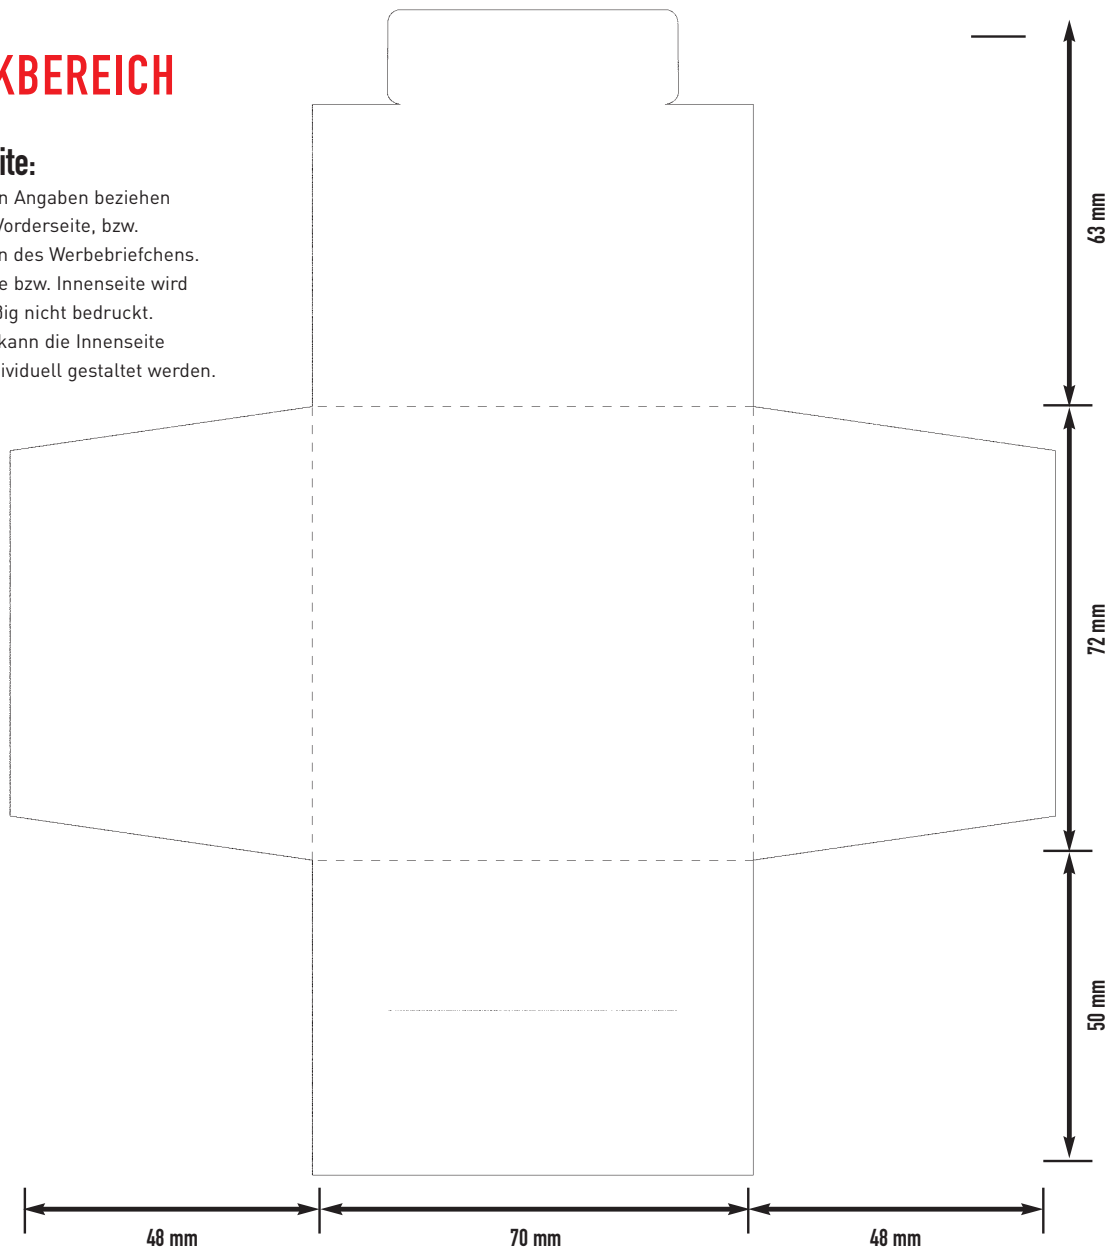 KBEREICH
ite:
n Angaben beziehen
Vorderseite, bzw.
n des Werbebriefchens.
e bzw. Innenseite wird
ßig nicht bedruckt.
kann die Innenseite
ividuell gestaltet werden.
63 mm
72 mm
50 mm
48 mm
70 mm
48 mm